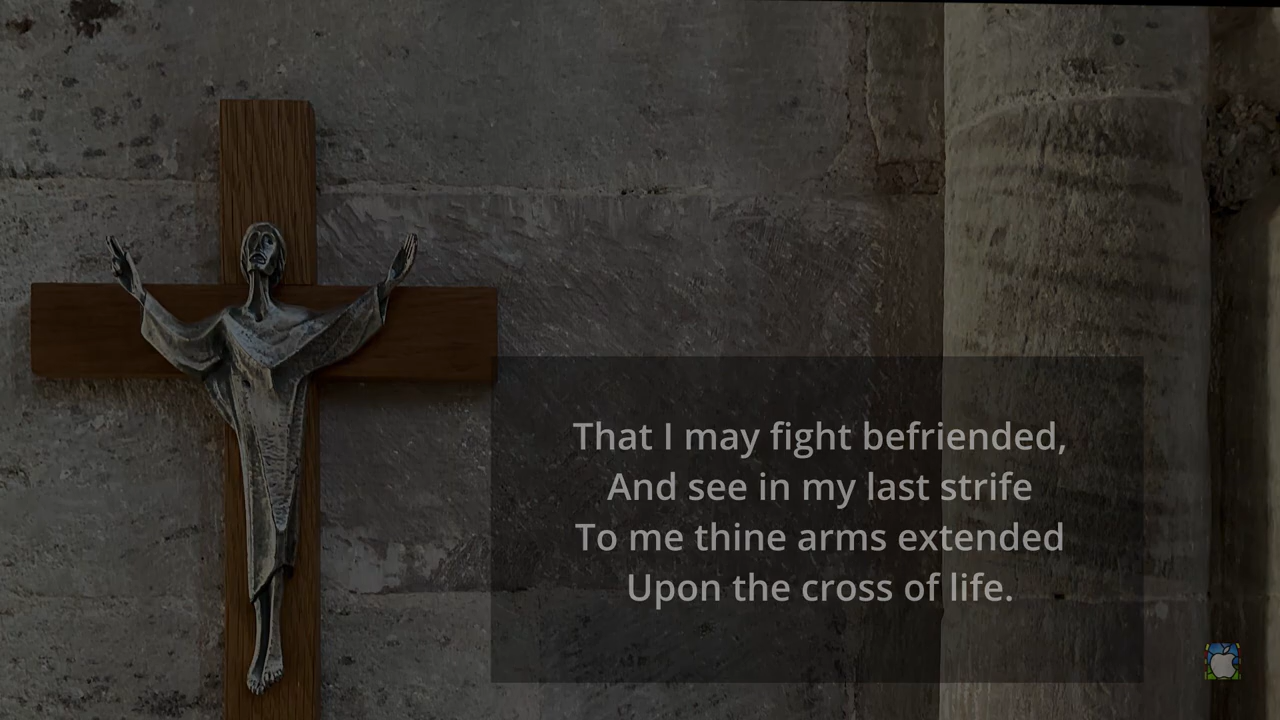 That I may fight befriended,
And see in my last strife
To me thine arms extended
Upon the cross of life.